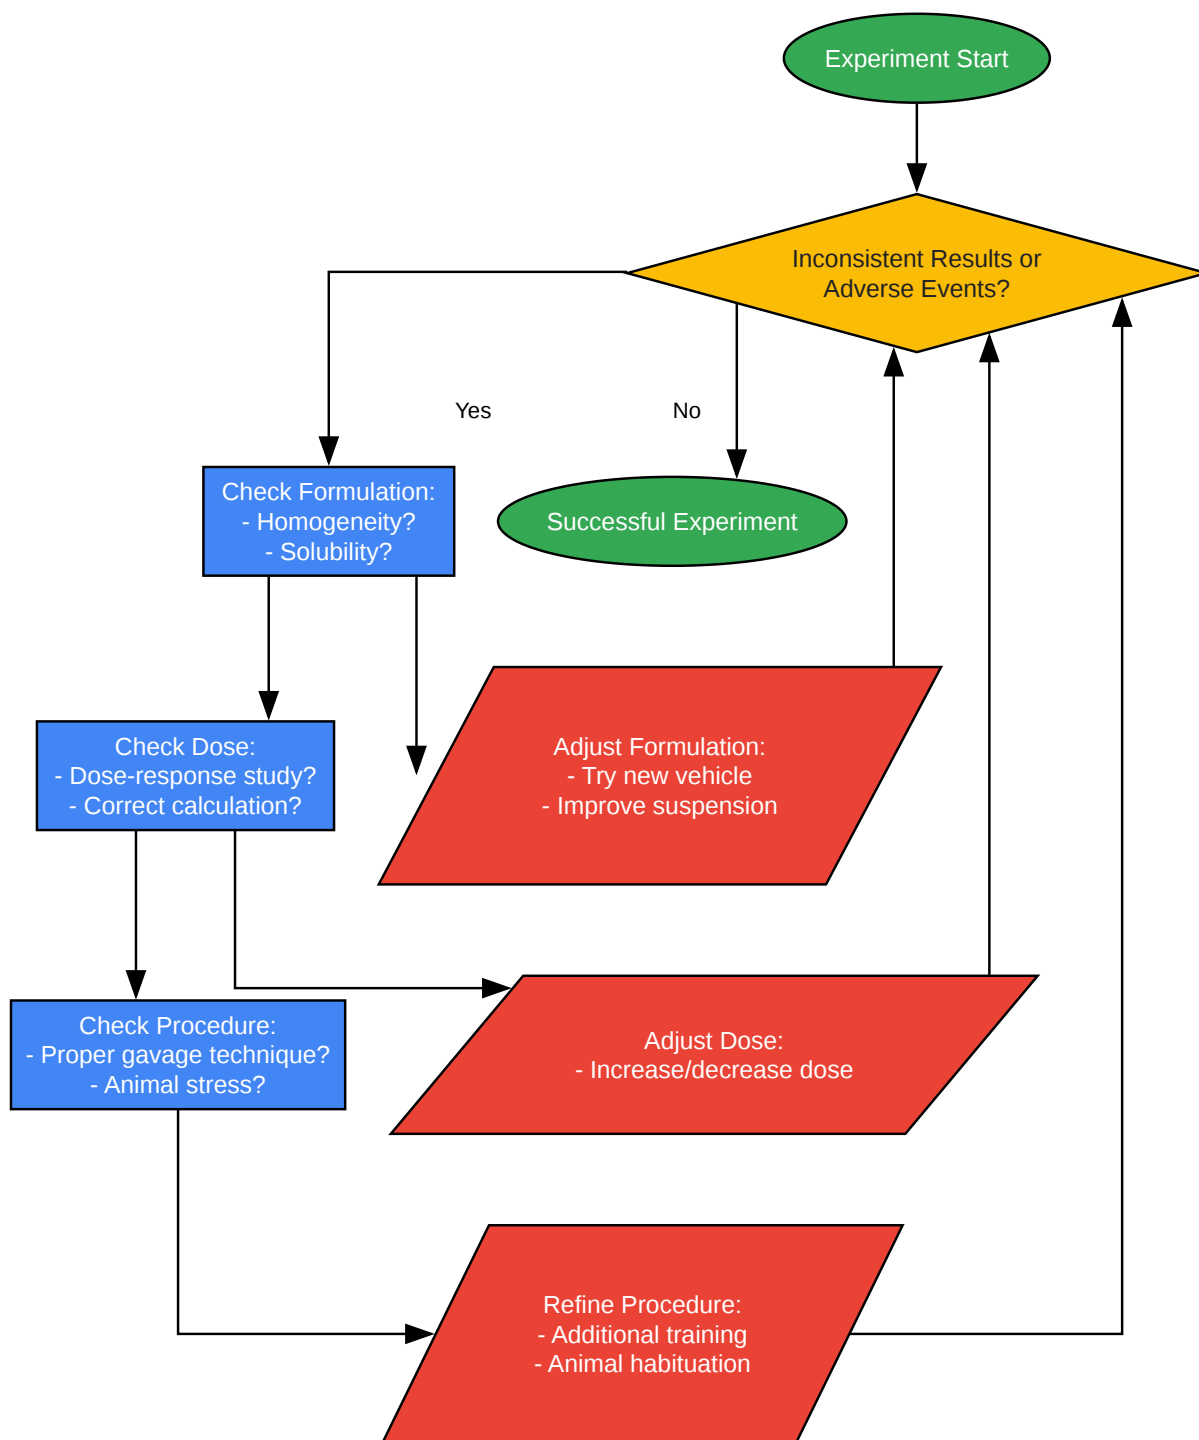 Experiment Start
Inconsistent Results or
Adverse Events?
Yes
No
Check Formulation:
- Homogeneity?
- Solubility?
Successful Experiment
Check Dose:
- Dose-response study?
- Correct calculation?
Adjust Formulation:
- Try new vehicle
- Improve suspension
Check Procedure:
- Proper gavage technique?
- Animal stress?
Adjust Dose:
- Increase/decrease dose
Refine Procedure:
- Additional training
- Animal habituation